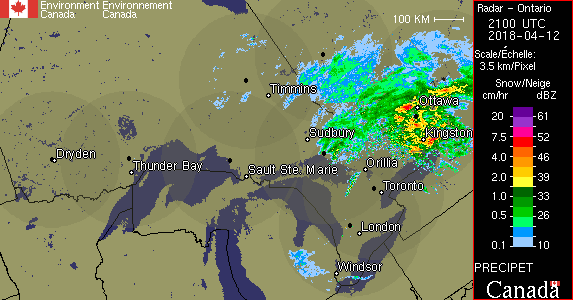 Environment Environnement
Canada Canada
100 KM
Timmins
Ottawa
Sudbury
Kingston
Dryden
Thunder Bay
Sault Ste. Marie
Orillia
Toronto
London
Windsor
Radar - Ontario
2100 UTC
2018-04-12
Scale/Échelle:
3.5 km/Pixel
Snow/Neige
cm/hr dBZ
20 61
7.5 52
4.0 46
2.0 39
1.0 33
0.5 26
0.1 10
PRECIPET
Canada